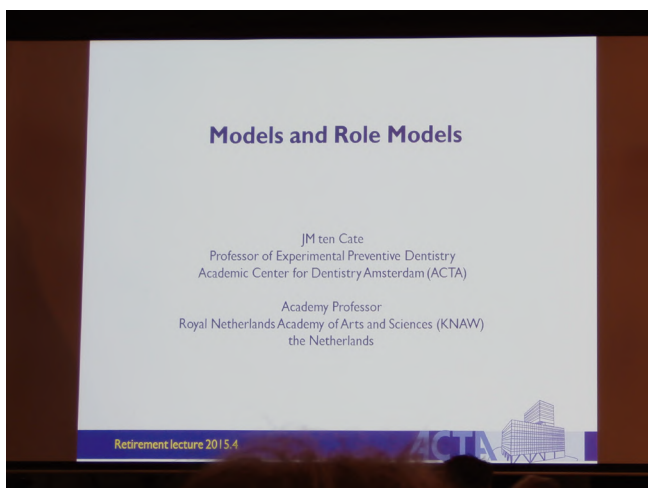 Models and Role Models
JM ten Cate
Professor of Experimental Preventive Dentistry
Academic Center for Dentistry Amsterdam (ACTA)
Academy Professor
Royal Netherlands Academy of Arts and Sciences (KNAW)
the Netherlands
Retirement lecture 2015.4
ACTA